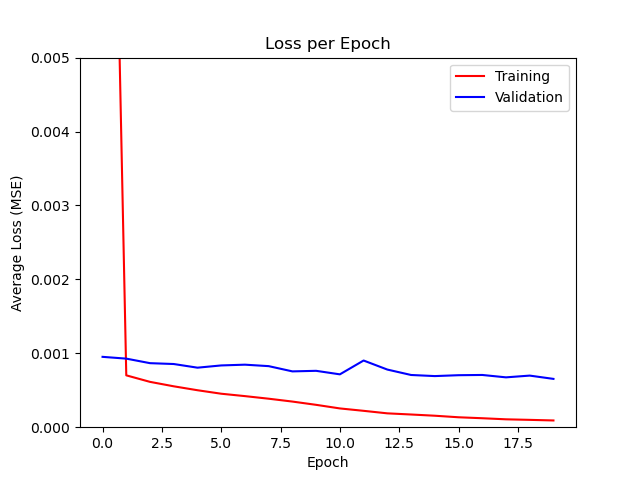 Loss per Epoch
Training
Validation
Average Loss (MSE)
0.005
0.004
0.003
0.002
0.001
0.000
0.0 2.5 5.0 7.5 10.0 12.5 15.0 17.5
Epoch